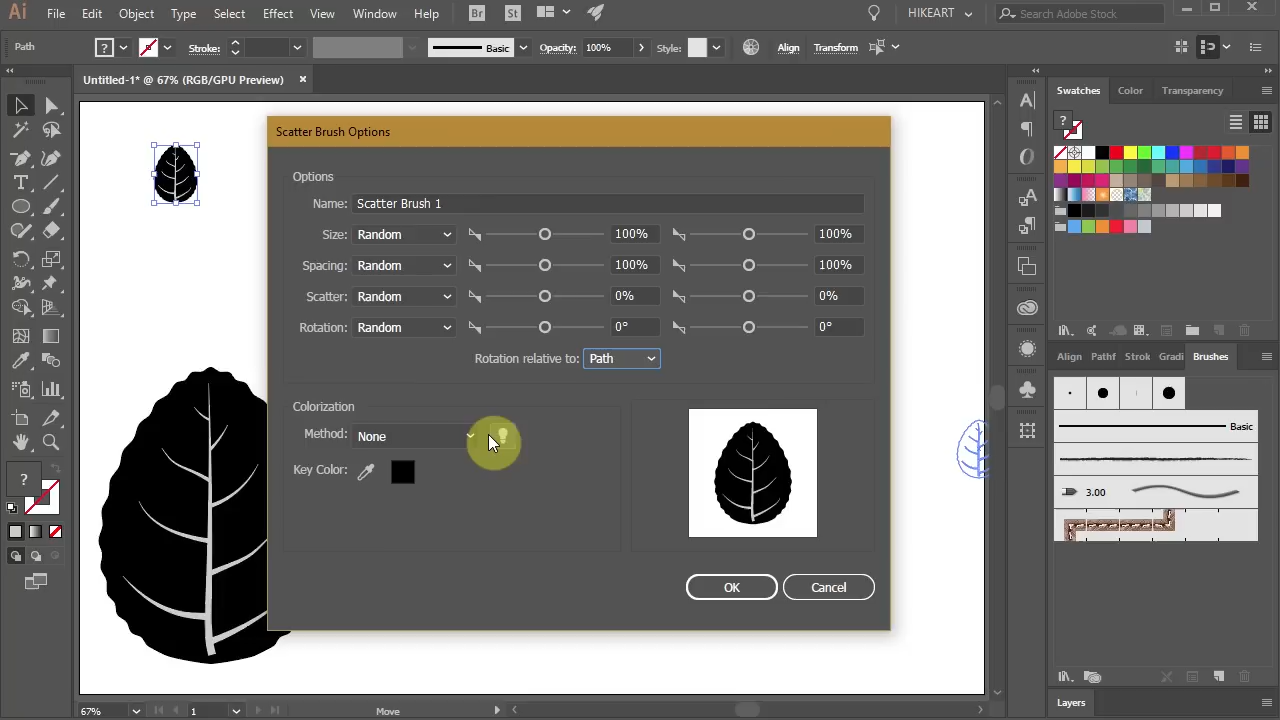 Ai File Edit Object Type Select Effect View Window Help Br St HIKEART Search Adobe Stock
Path ? Stroke: Basic Opacity: 100% Style: Align Transform
Untitled-1* @ 67% (RGB/GPU Preview) ×
Swatches Color Transparency
Scatter Brush Options
Options
Name: Scatter Brush 1
Size: Random 100% 100%
Spacing: Random 100% 100%
Scatter: Random 0% 0%
Rotation: Random 0° 0°
Rotation relative to: Path
Colorization
Method: None
Key Color:
OK Cancel
?
Align Pathf Strok Gradi Brushes
Basic
3.00
?
Layers
67% 1 Move